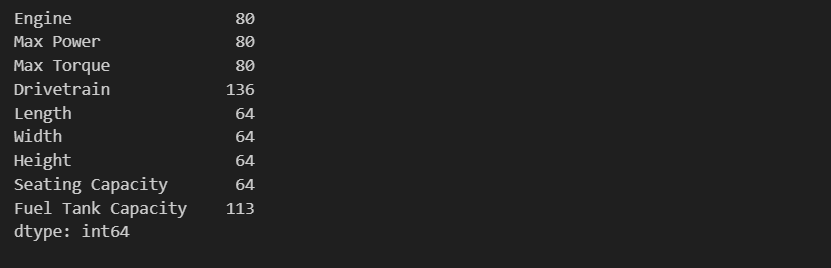 Engine 80
Max Power 80
Max Torque 80
Drivetrain 136
Length 64
Width 64
Height 64
Seating Capacity 64
Fuel Tank Capacity 113
dtype: int64